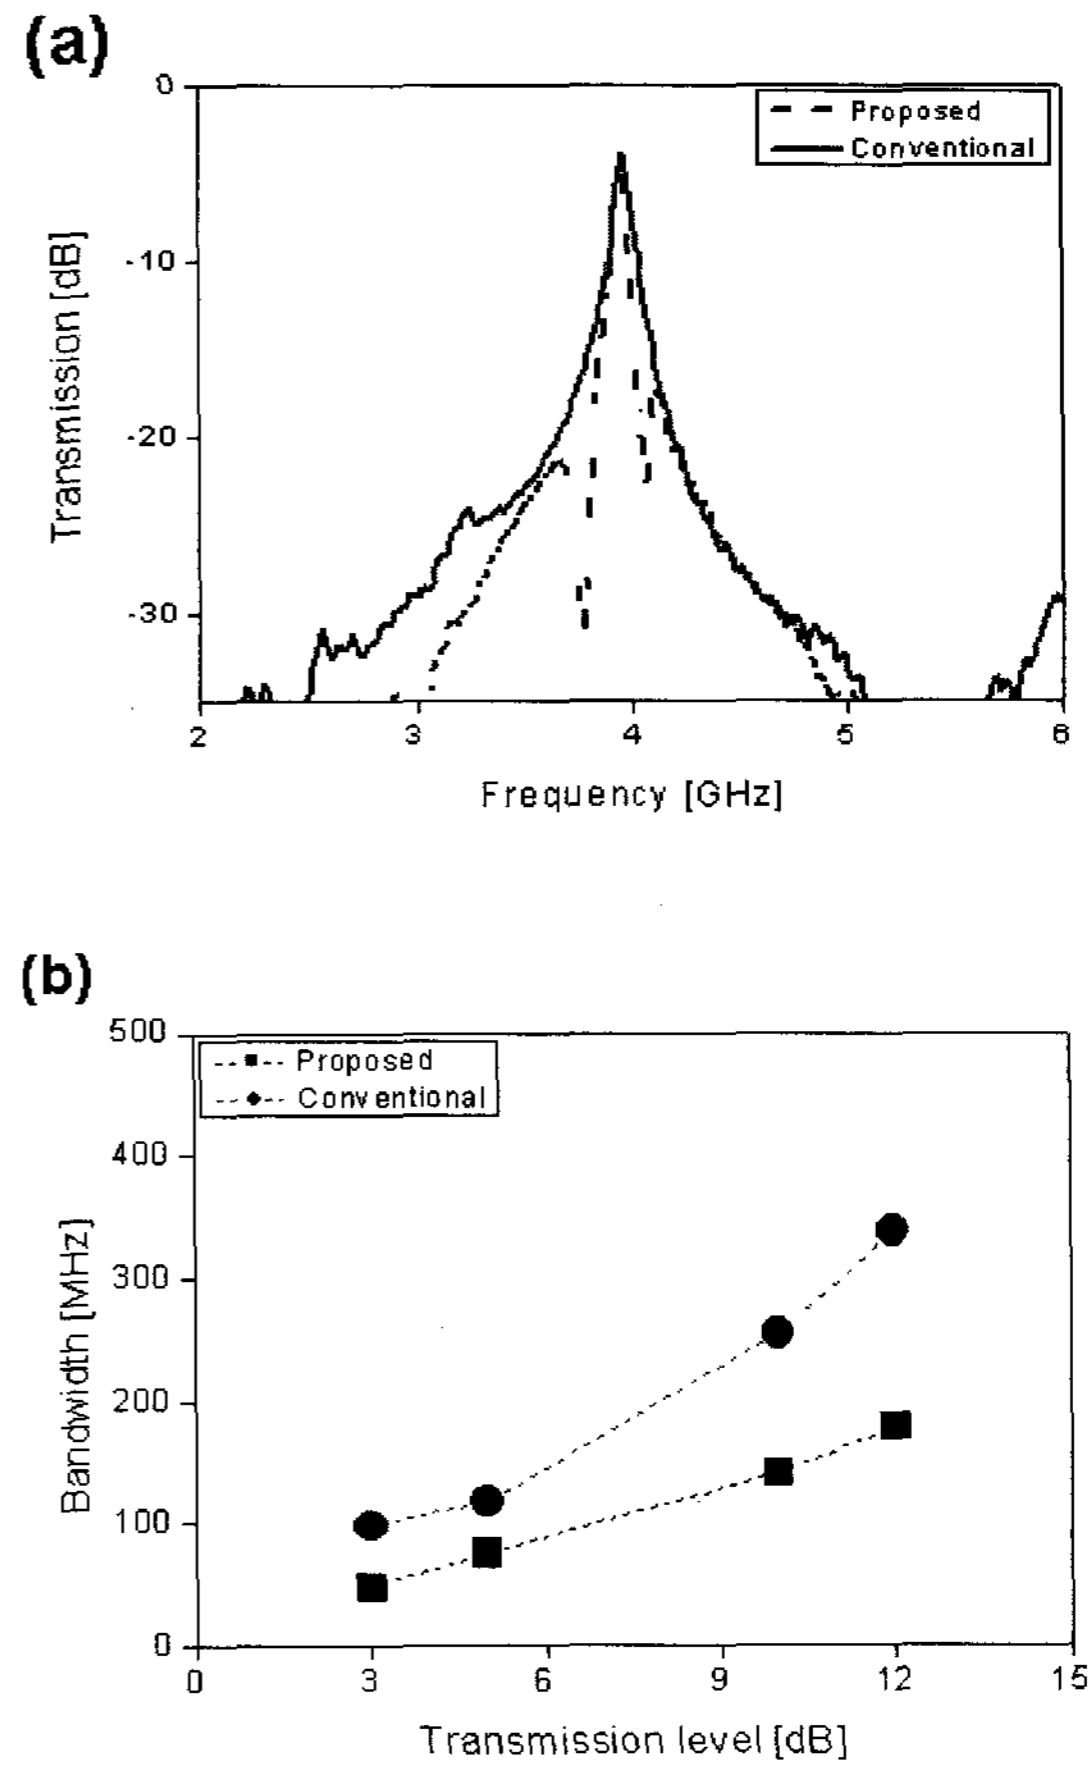 (a)
0
Proposed
Conventional
-10
-20
-30
Transmission [dB]
2 3 4 5 6
Frequency [GHz]
(b)
500
Proposed
Conventional
400
300
200
100
0
Bandwidth [MHz]
0 3 6 9 12 15
Transmission level [dB]